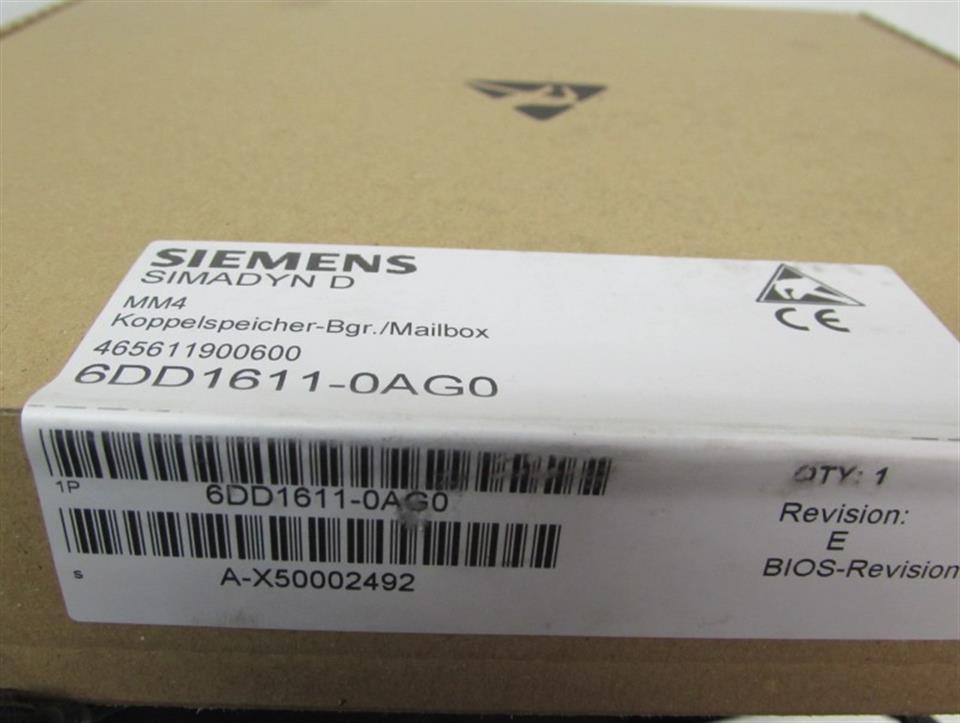 SIEMENS
SIMADYN D
MM4
Koppelspeicher-Bgr./Mailbox
465611900600
6DD1611-0AG0
CE
1P
6DD1611-0AG0
QTY: 1
Revision:
E
BIOS-Revision
S
A-X50002492